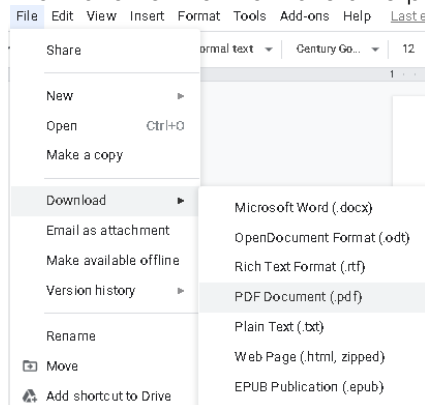 File Edit View Insert Format Tools Add-ons Help Last e
Share
ormal text Century Go... 12
1
New
Open Ctrl+O
Make a copy
Download
Microsoft Word (.docx)
Email as attachment
OpenDocument Format (.odt)
Make available offline
Rich Text Format (.rtf)
Version history
PDF Document (.pdf)
Plain Text (.txt)
Rename
Web Page (.html, zipped)
Move
EPUB Publication (.epub)
Add shortcut to Drive